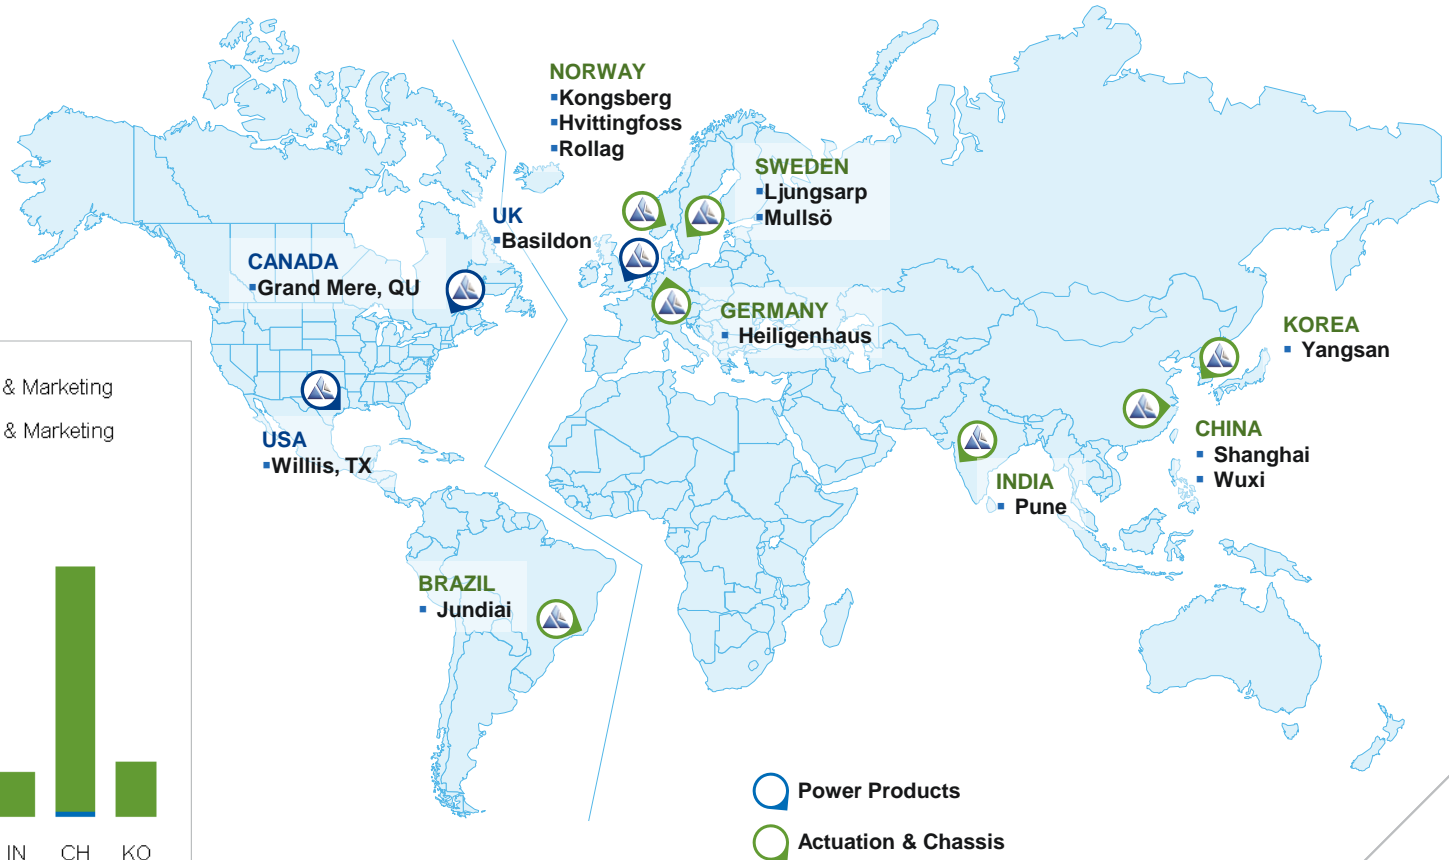 NORWAY
▪Kongsberg
▪Hvittingfoss
▪Rollag
SWEDEN
▪Ljungsarp
▪Mullsö
UK
▪Basildon
CANADA
▪Grand Mere, QU
GERMANY
▪ Heiligenhaus
KOREA
▪ Yangsan
& Marketing
& Marketing
USA
▪Williis, TX
CHINA
▪ Shanghai
▪ Wuxi
INDIA
▪ Pune
BRAZIL
▪ Jundiai
Power Products
Actuation & Chassis
IN CH KO